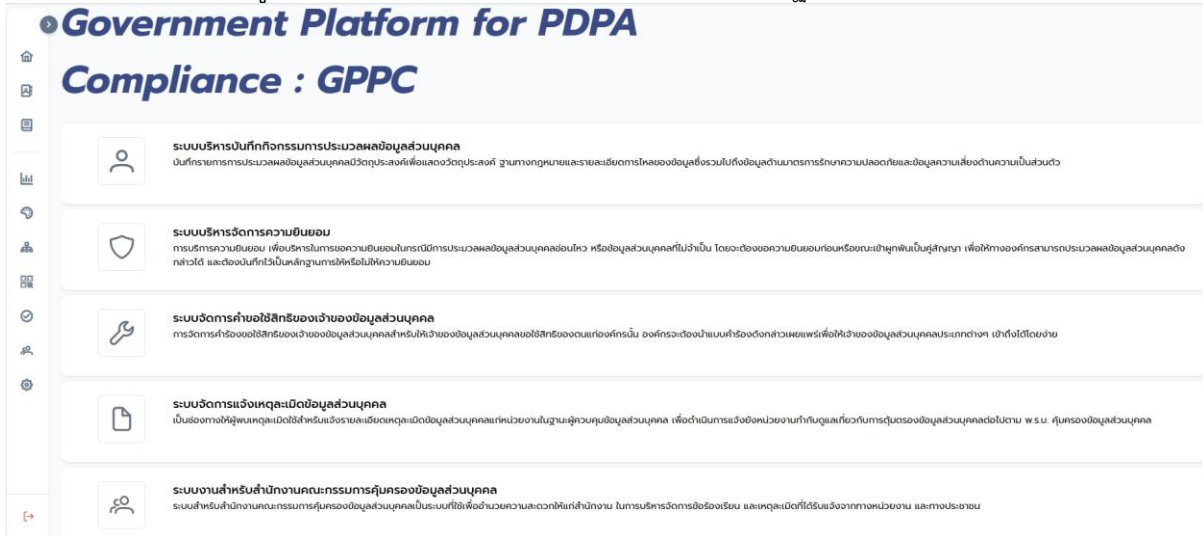 Government Platform for PDPA
Compliance : GPPC
ระบบบริหารบันทึกกิจกรรมการประมวลผลข้อมูลส่วนบุคคล
บันทึกรายการการประมวลผลข้อมูลส่วนบุคคลมีวัตถุประสงค์เพื่อแสดงวัตถุประสงค์ ฐานทางกฎหมายและรายละเอียดการไหลของข้อมูลซึ่งรวมไปถึงข้อมูลด้านมาตรการรักษาความปลอดภัยและข้อมูลความเสี่ยงด้านความเป็นส่วนตัว
ระบบบริหารจัดการความยินยอม
การบริการความยินยอม เพื่อบริหารในการขอความยินยอมในกรณีมีการประมวลผลข้อมูลส่วนบุคคลอ่อนไหว หรือข้อมูลส่วนบุคคลที่ไม่จำเป็น โดยจะต้องขอความยินยอมก่อนหรือขณะเข้าผูกพันเป็นคู่สัญญา เพื่อให้ทางองค์กรสามารถประมวลผลข้อมูลส่วนบุคคลดัง
กล่าวได้ และต้องบันทึกไว้เป็นหลักฐานการให้หรือไม่ให้ความยินยอม
ระบบจัดการคำขอใช้สิทธิของเจ้าของข้อมูลส่วนบุคคล
การจัดการคำร้องขอใช้สิทธิของเจ้าของข้อมูลส่วนบุคคลสำหรับให้เจ้าของข้อมูลส่วนบุคคลขอใช้สิทธิของตนแก่องค์กรนั้น องค์กรจะต้องนำแบบคำร้องดังกล่าวเผยแพร่เพื่อให้เจ้าของข้อมูลส่วนบุคคลประเภทต่างๆ เข้าถึงได้โดยง่าย
ระบบจัดการแจ้งเหตุละเมิดข้อมูลส่วนบุคคล
เป็นช่องทางให้ผู้พบเหตุละเมิดใช้สำหรับแจ้งรายละเอียดเหตุละเมิดข้อมูลส่วนบุคคลแก่หน่วยงานในฐานะผู้ควบคุมข้อมูลส่วนบุคคล เพื่อดำเนินการแจ้งยังหน่วยงานกำกับดูแลเกี่ยวกับการคุ้มตรองข้อมูลส่วนบุคคลต่อไปตาม พ.ร.บ. คุ้มครองข้อมูลส่วนบุคคล
ระบบงานสำหรับสำนักงานคณะกรรมการคุ้มครองข้อมูลส่วนบุคคล
ระบบสำหรับสำนักงานคณะกรรมการคุ้มครองข้อมูลส่วนบุคคลเป็นระบบที่ใช้เพื่ออำนวยความสะดวกให้แก่สำนักงาน ในการบริหารจัดการข้อร้องเรียน และเหตุละเมิดที่ได้รับแจ้งจากทางหน่วยงาน และทางประชาชน